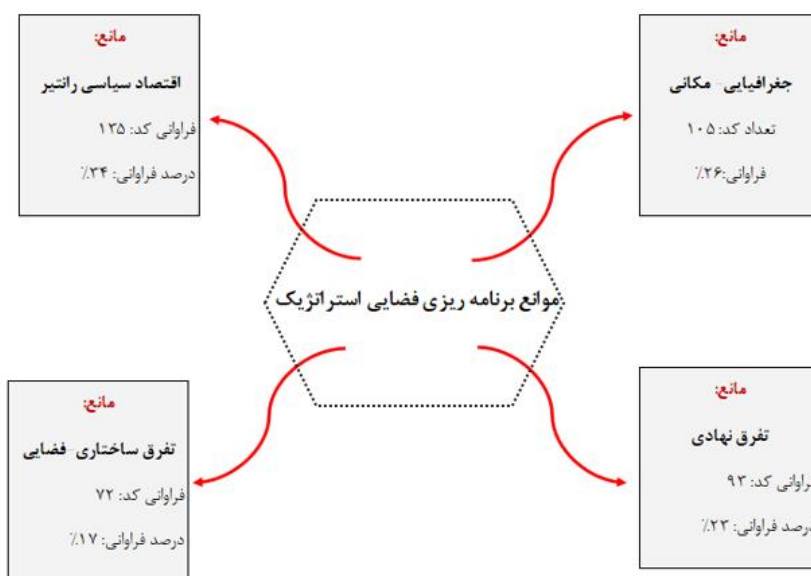 مانع:
جغرافیایی- مکانی
تعداد کد: ۱۰۵
فراوانی:۲۶٪
مانع:
اقتصاد سیاسی رانتیر
فراوانی کد: ۱۳۵
درصد فراوانی: ۳۴٪
موانع برنامه ریزی فضایی استراتژیک
مانع:
تفرق نهادی
فراوانی کد: ۹۳
درصد فراوانی: ۲۳٪
مانع:
تفرق ساختاری-فضایی
فراوانی کد: ۷۲
درصد فراوانی: ۱۷٪